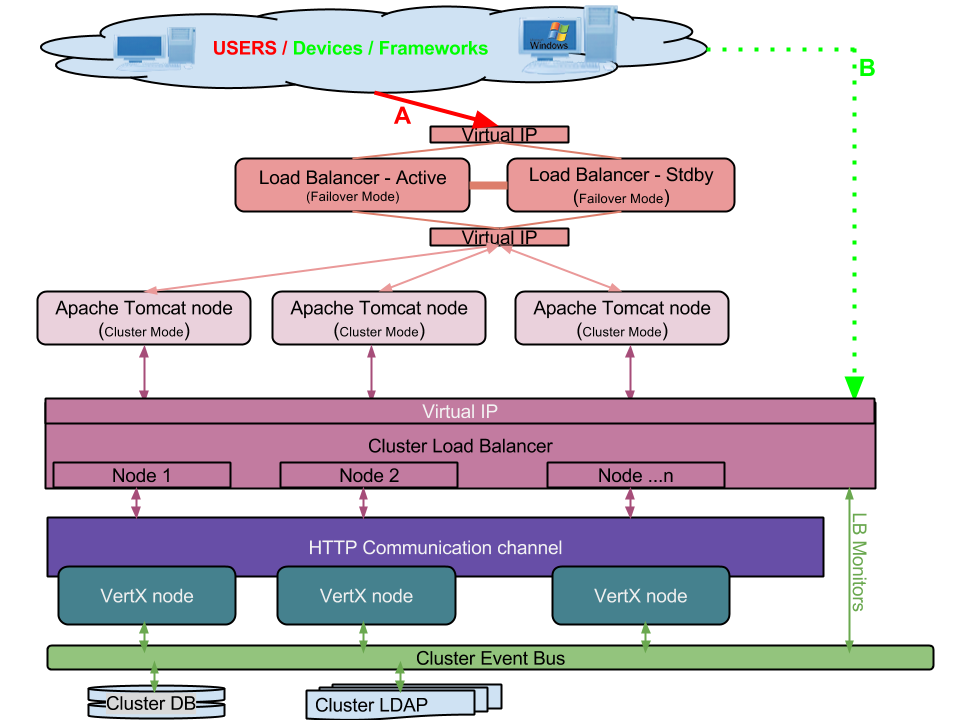 USERS / Devices / Frameworks
Windows
B
A
Virtual IP
Load Balancer - Active
(Failover Mode)
Load Balancer - Stdby
(Failover Mode)
Virtual IP
Apache Tomcat node
(Cluster Mode)
Apache Tomcat node
(Cluster Mode)
Apache Tomcat node
(Cluster Mode)
Virtual IP
Cluster Load Balancer
Node 1
Node 2
Node ...n
HTTP Communication channel
LB Monitors
VertX node
VertX node
VertX node
Cluster Event Bus
Cluster DB
Cluster LDAP